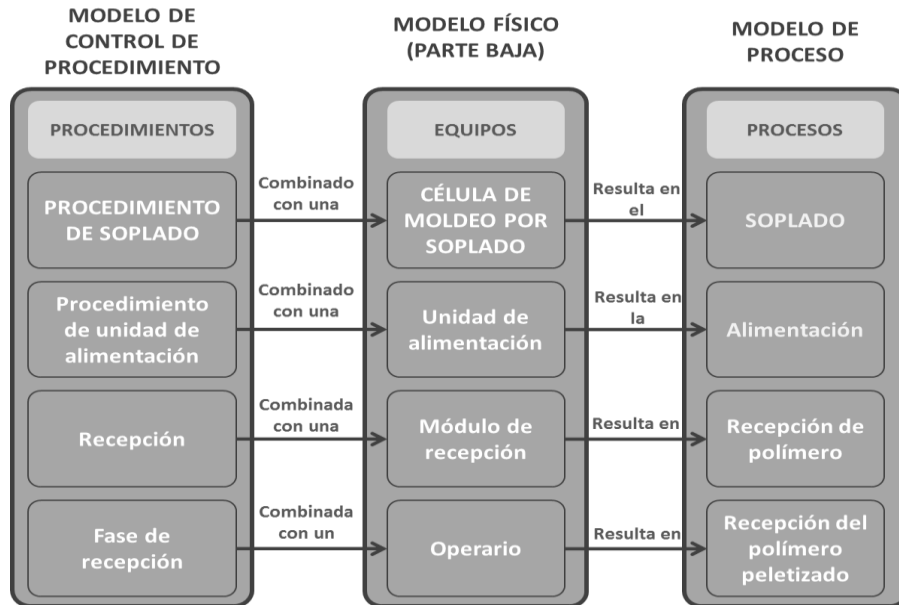 MODELO DE
CONTROL DE
PROCEDIMIENTO
MODELO FÍSICO
(PARTE BAJA)
MODELO DE
PROCESO
PROCEDIMIENTOS
EQUIPOS
PROCESOS
PROCEDIMIENTO
DE SOPLADO
Combinado
con una
CÉLULA DE
MOLDEO POR
SOPLADO
Resulta en
el
SOPLADO
Procedimiento
de unidad de
alimentación
Combinado
con una
Unidad de
alimentación
Resulta en
la
Alimentación
Recepción
Combinada
con una
Módulo de
recepción
Resulta en
Recepción de
polímero
Fase de
recepción
Combinada
con un
Operario
Resulta en
Recepción del
polímero
peletizado